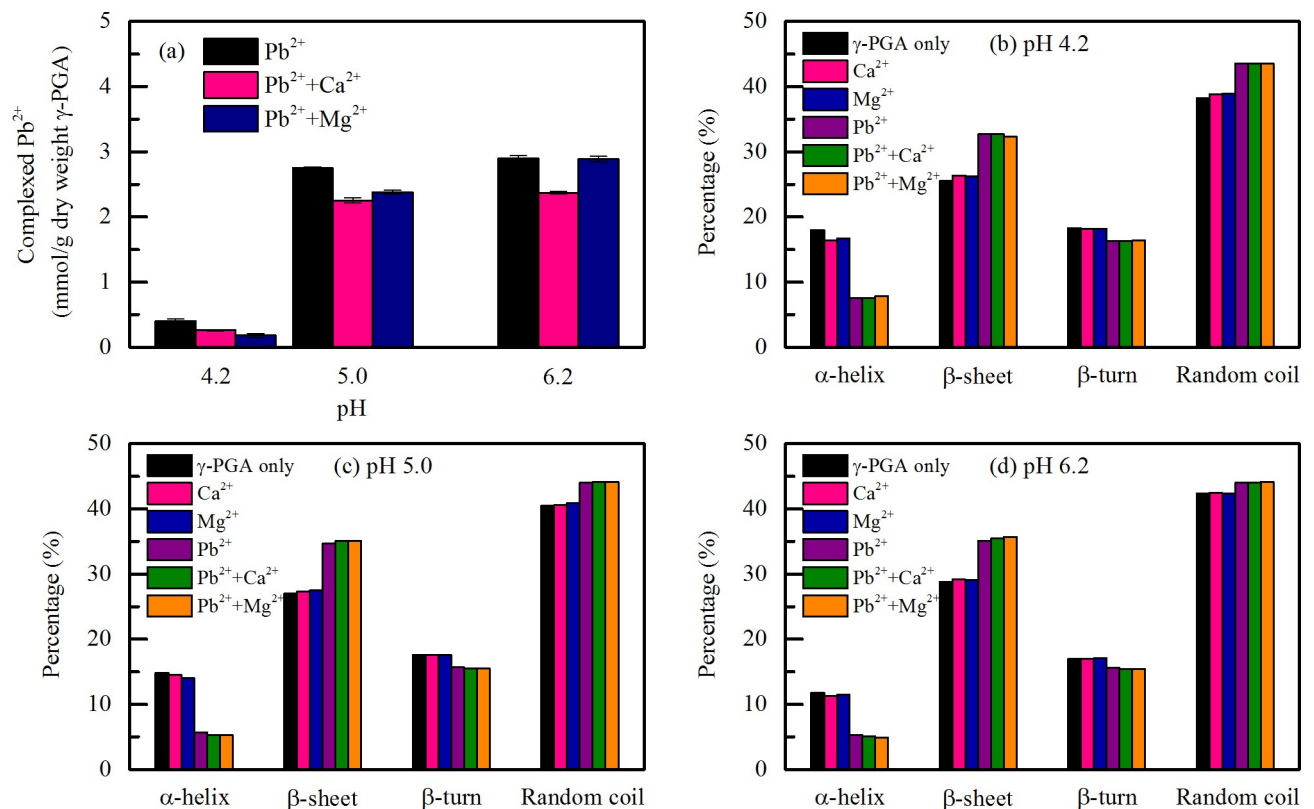 Complexed Pb²⁺
(mmol/g dry weight γ-PGA)
5
4
3
2
1
0
(a)
Pb²⁺
Pb²⁺+Ca²⁺
Pb²⁺+Mg²⁺
4.2 5.0 6.2
pH
Percentage (%)
50
40
30
20
10
0
(b) pH 4.2
γ-PGA only
Ca²⁺
Mg²⁺
Pb²⁺
Pb²⁺+Ca²⁺
Pb²⁺+Mg²⁺
α-helix β-sheet β-turn Random coil
Percentage (%)
50
40
30
20
10
0
(c) pH 5.0
γ-PGA only
Ca²⁺
Mg²⁺
Pb²⁺
Pb²⁺+Ca²⁺
Pb²⁺+Mg²⁺
α-helix β-sheet β-turn Random coil
Percentage (%)
50
40
30
20
10
0
(d) pH 6.2
γ-PGA only
Ca²⁺
Mg²⁺
Pb²⁺
Pb²⁺+Ca²⁺
Pb²⁺+Mg²⁺
α-helix β-sheet β-turn Random coil